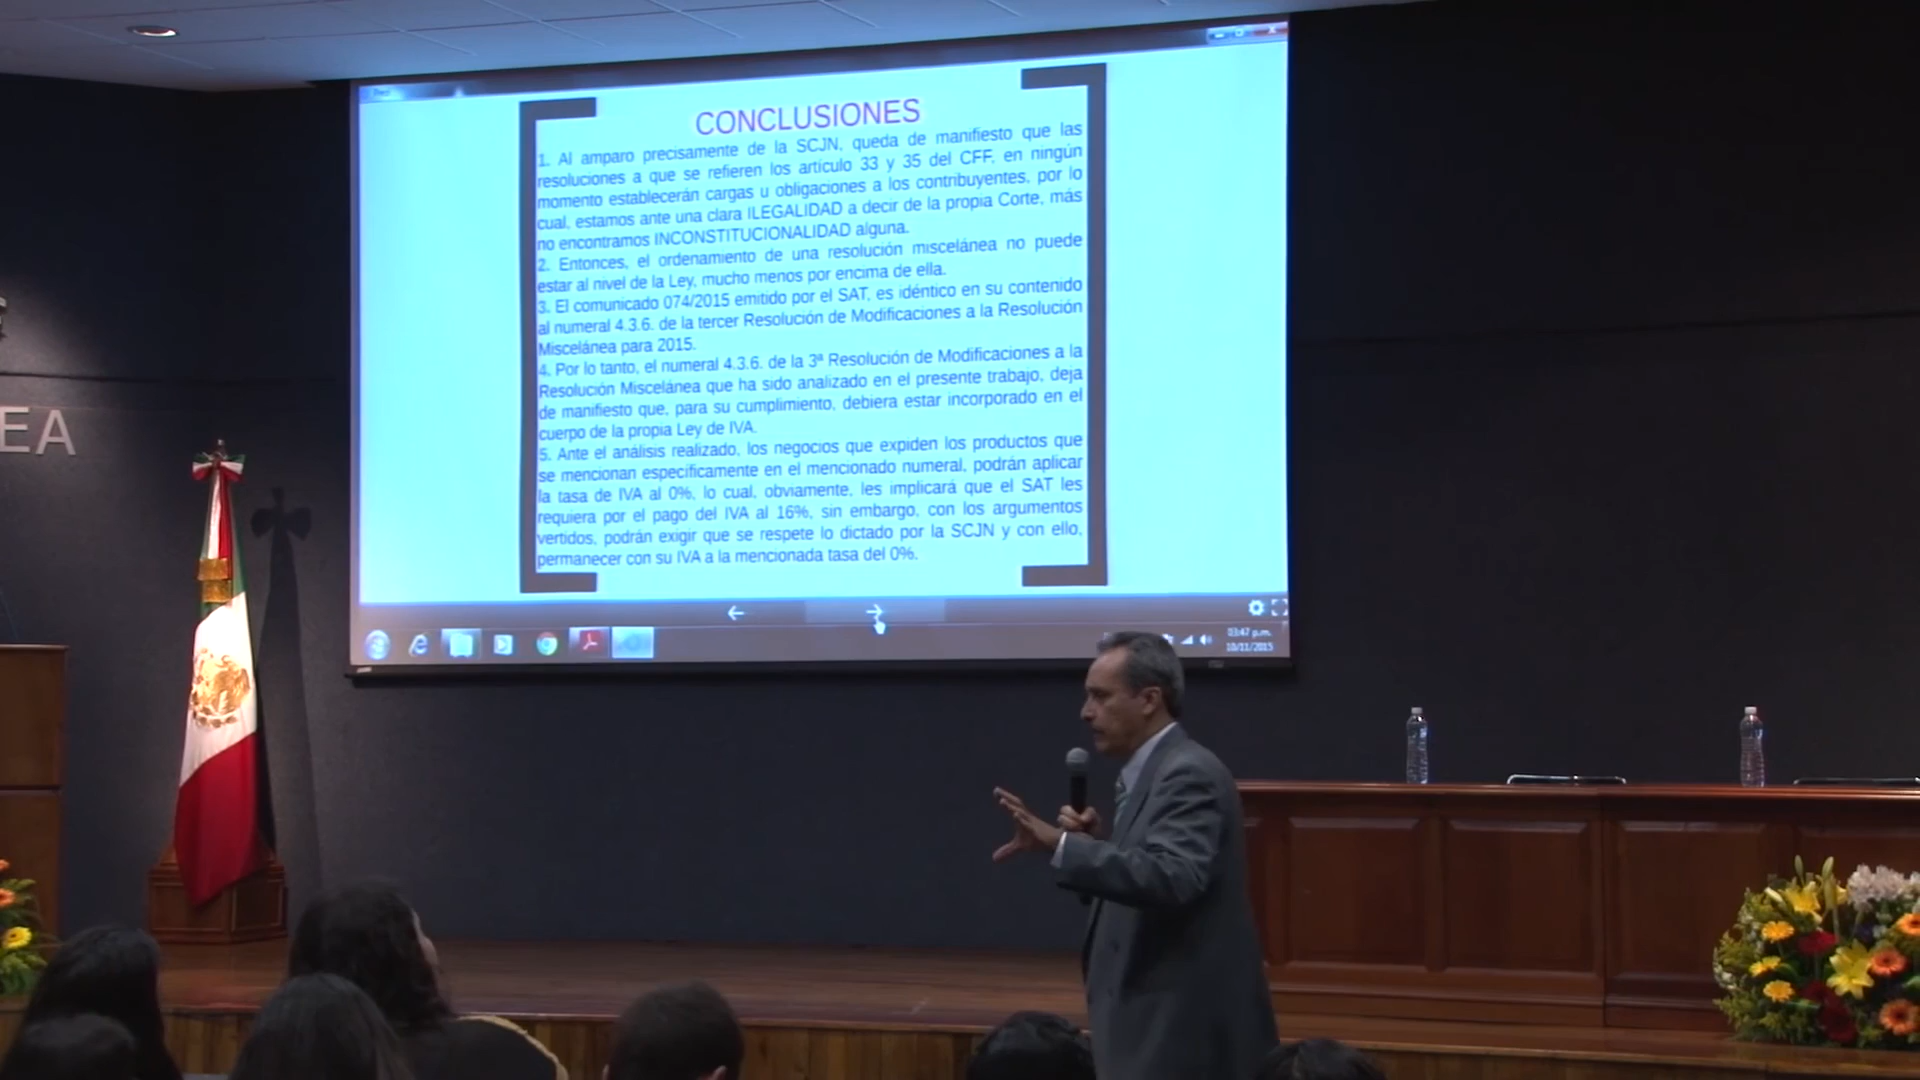 CONCLUSIONES
1. Al amparo precisamente de la SCJN, queda de manifiesto que las
resoluciones a que se refieren los artículo 33 y 35 del CFF, en ningún
momento establecerán cargas u obligaciones a los contribuyentes, por lo
cual, estamos ante una clara ILEGALIDAD a decir de la propia Corte, más
no encontramos INCONSTITUCIONALIDAD alguna.
2. Entonces, el ordenamiento de una resolución miscelánea no puede
estar al nivel de la Ley, mucho menos por encima de ella.
3. El comunicado 074/2015 emitido por el SAT, es idéntico en su contenido
al numeral 4.3.6. de la tercer Resolución de Modificaciones a la Resolución
Miscelánea para 2015.
4. Por lo tanto, el numeral 4.3.6. de la 3ª Resolución de Modificaciones a la
Resolución Miscelánea que ha sido analizado en el presente trabajo, deja
de manifiesto que, para su cumplimiento, debiera estar incorporado en el
cuerpo de la propia Ley de IVA.
5. Ante el análisis realizado, los negocios que expiden los productos que
se mencionan específicamente en el mencionado numeral, podrán aplicar
la tasa de IVA al 0%, lo cual, obviamente, les implicará que el SAT les
requiera por el pago del IVA al 16%, sin embargo, con los argumentos
vertidos, podrán exigir que se respete lo dictado por la SCJN y con ello,
permanecer con su IVA a la mencionada tasa del 0%.
03:47 p.m.
10/11/2015
EA